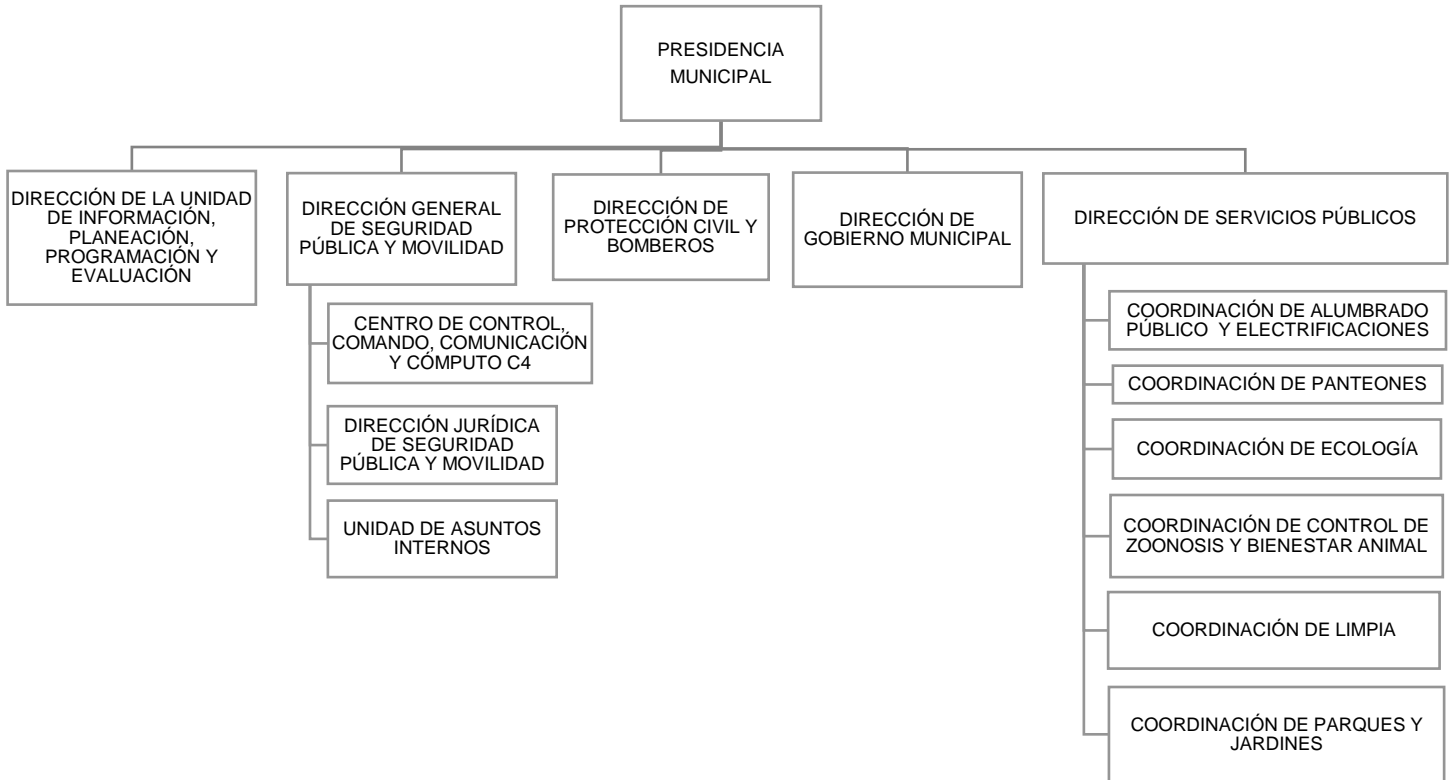 PRESIDENCIA
MUNICIPAL
DIRECCIÓN DE LA UNIDAD
DE INFORMACIÓN,
PLANEACIÓN,
PROGRAMACIÓN Y
EVALUACIÓN
DIRECCIÓN GENERAL
DE SEGURIDAD
PÚBLICA Y MOVILIDAD
DIRECCIÓN DE
PROTECCIÓN CIVIL Y
BOMBEROS
DIRECCIÓN DE
GOBIERNO MUNICIPAL
DIRECCIÓN DE SERVICIOS PÚBLICOS
CENTRO DE CONTROL,
COMANDO, COMUNICACIÓN
Y CÓMPUTO C4
DIRECCIÓN JURÍDICA
DE SEGURIDAD
PÚBLICA Y MOVILIDAD
UNIDAD DE ASUNTOS
INTERNOS
COORDINACIÓN DE ALUMBRADO
PÚBLICO  Y ELECTRIFICACIONES
COORDINACIÓN DE PANTEONES
COORDINACIÓN DE ECOLOGÍA
COORDINACIÓN DE CONTROL DE
ZOONOSIS Y BIENESTAR ANIMAL
COORDINACIÓN DE LIMPIA
COORDINACIÓN DE PARQUES Y
JARDINES